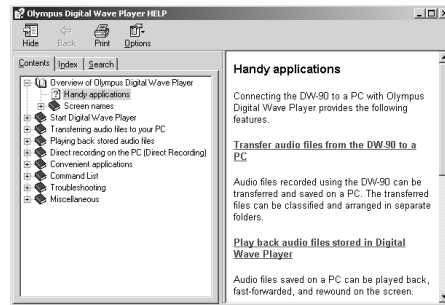 Olympus Digital Wave Player HELP
Hide Back Print Options
Contents Index Search
Overview of Olympus Digital Wave Player
Handy applications
Screen names
Start Digital Wave Player
Transferring audio files to your PC
Playing back stored audio files
Direct recording on the PC (Direct Recording)
Convenient applications
Command List
Troubleshooting
Miscellaneous
Handy applications
Connecting the DW-90 to a PC with Olympus
Digital Wave Player provides the following
features.
Transfer audio files from the DW-90 to a
PC
Audio files recorded using the DW-90 can be
transferred and saved on a PC. The transferred
files can be classified and arranged in separate
folders.
Play back audio files stored in Digital
Wave Player
Audio files saved on a PC can be played back,
fast-forwarded, and rewound on the screen.